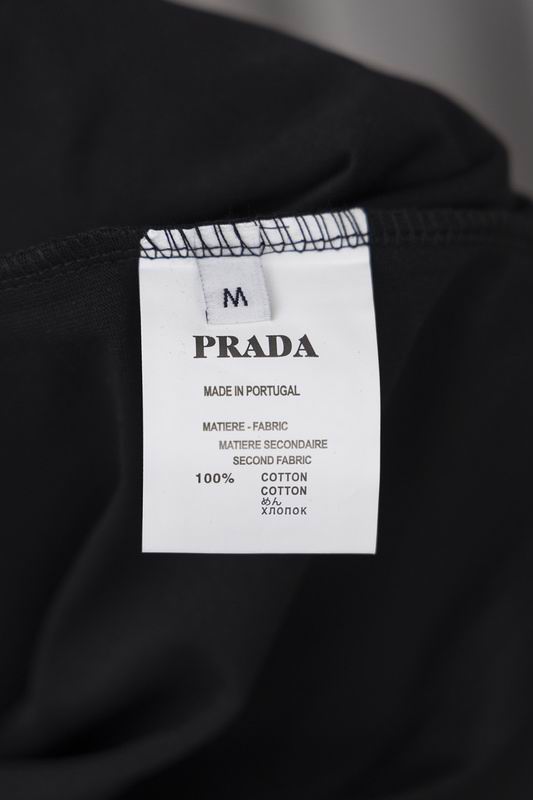 M
PRADA
MADE IN PORTUGAL
MATIERE - FABRIC
MATIERE SECONDAIRE
SECOND FABRIC
100% COTTON
COTTON
めん
ХЛОПОК